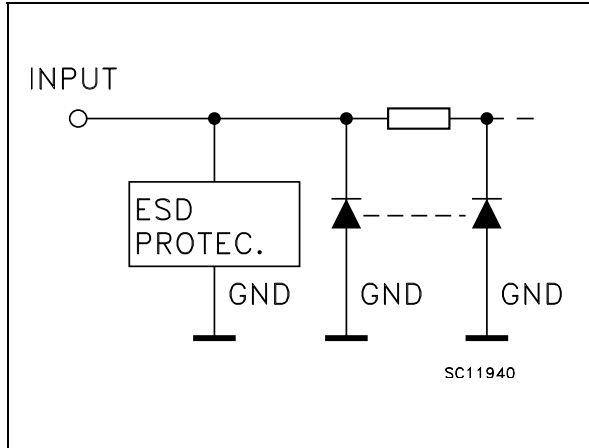 INPUT
ESD
PROTEC.
GND
GND
GND
SC11940